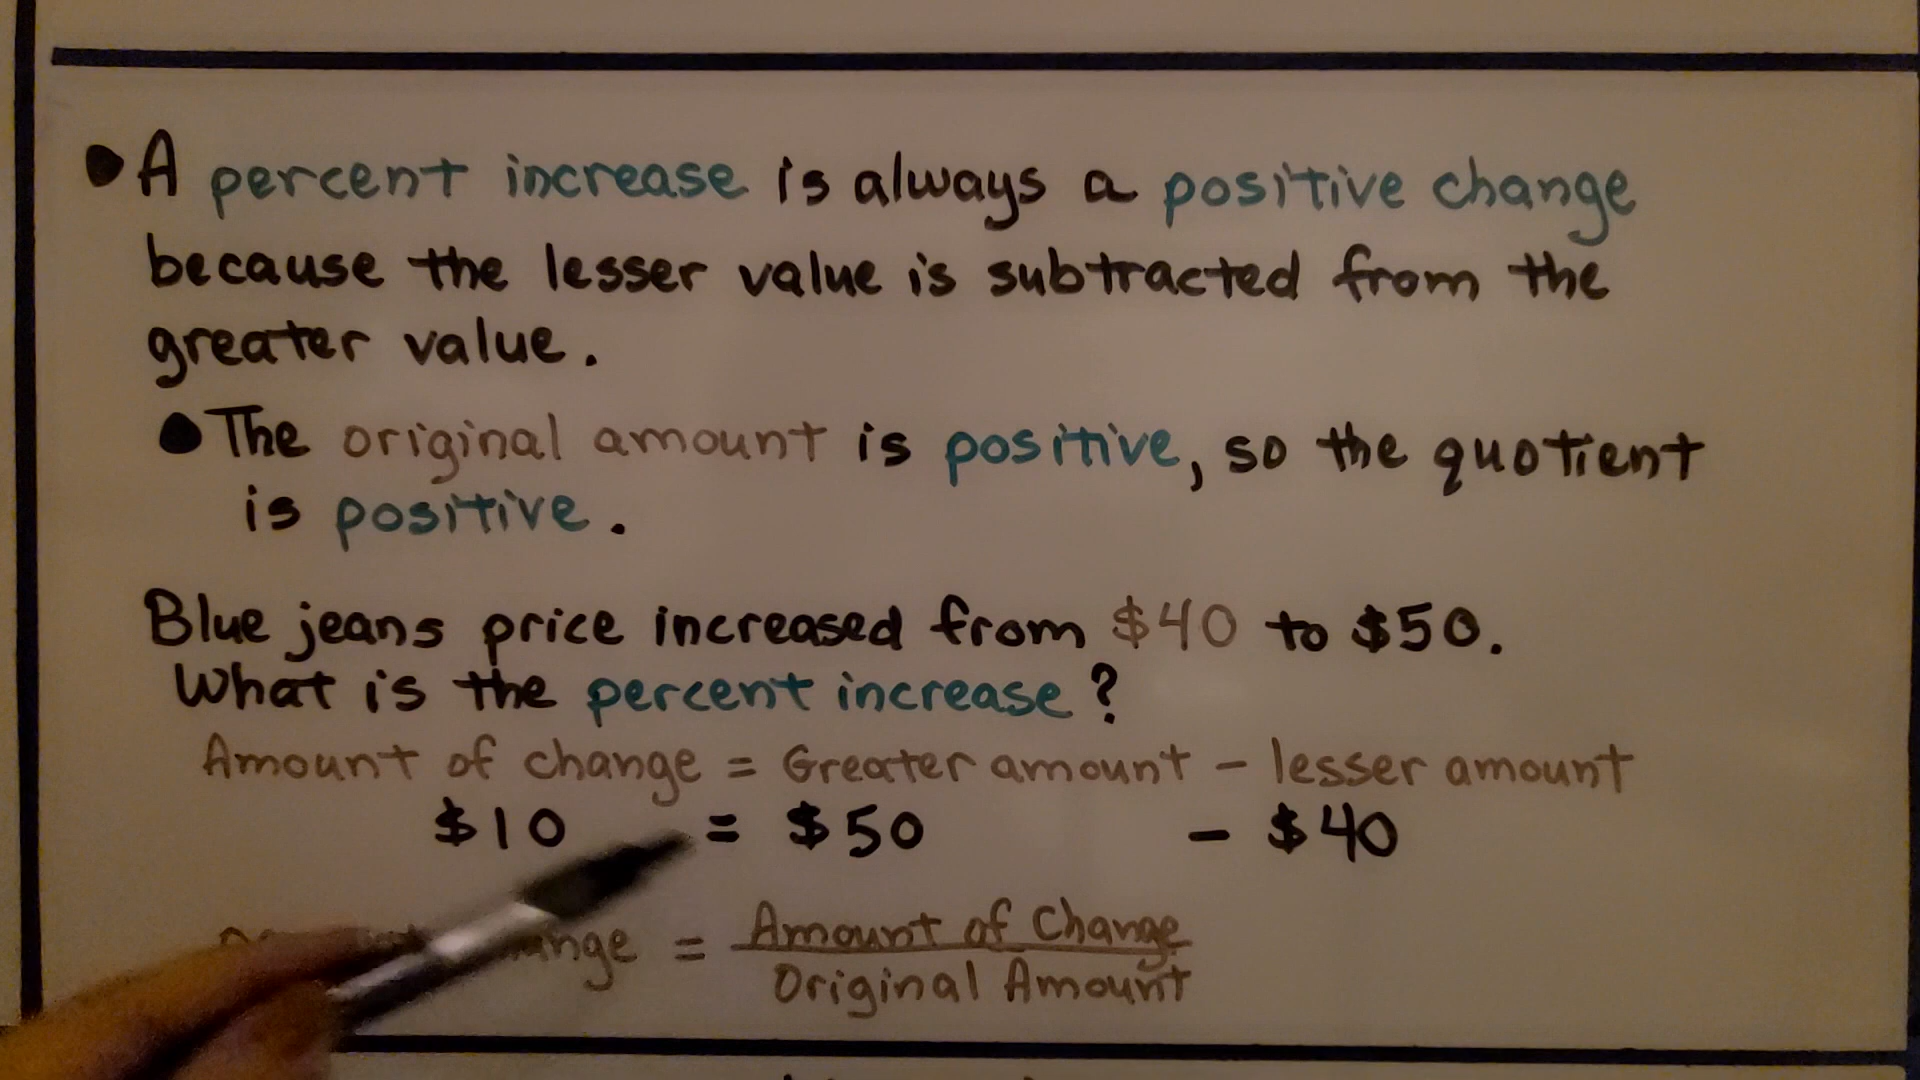 • A percent increase is always a positive change
because the lesser value is subtracted from the
greater value.
• The original amount is positive, so the quotient
is positive.
Blue jeans price increased from $40 to $50.
What is the percent increase?
Amount of change = Greater amount - lesser amount
$10 = $50 - $40
= Amount of Change
Original Amount